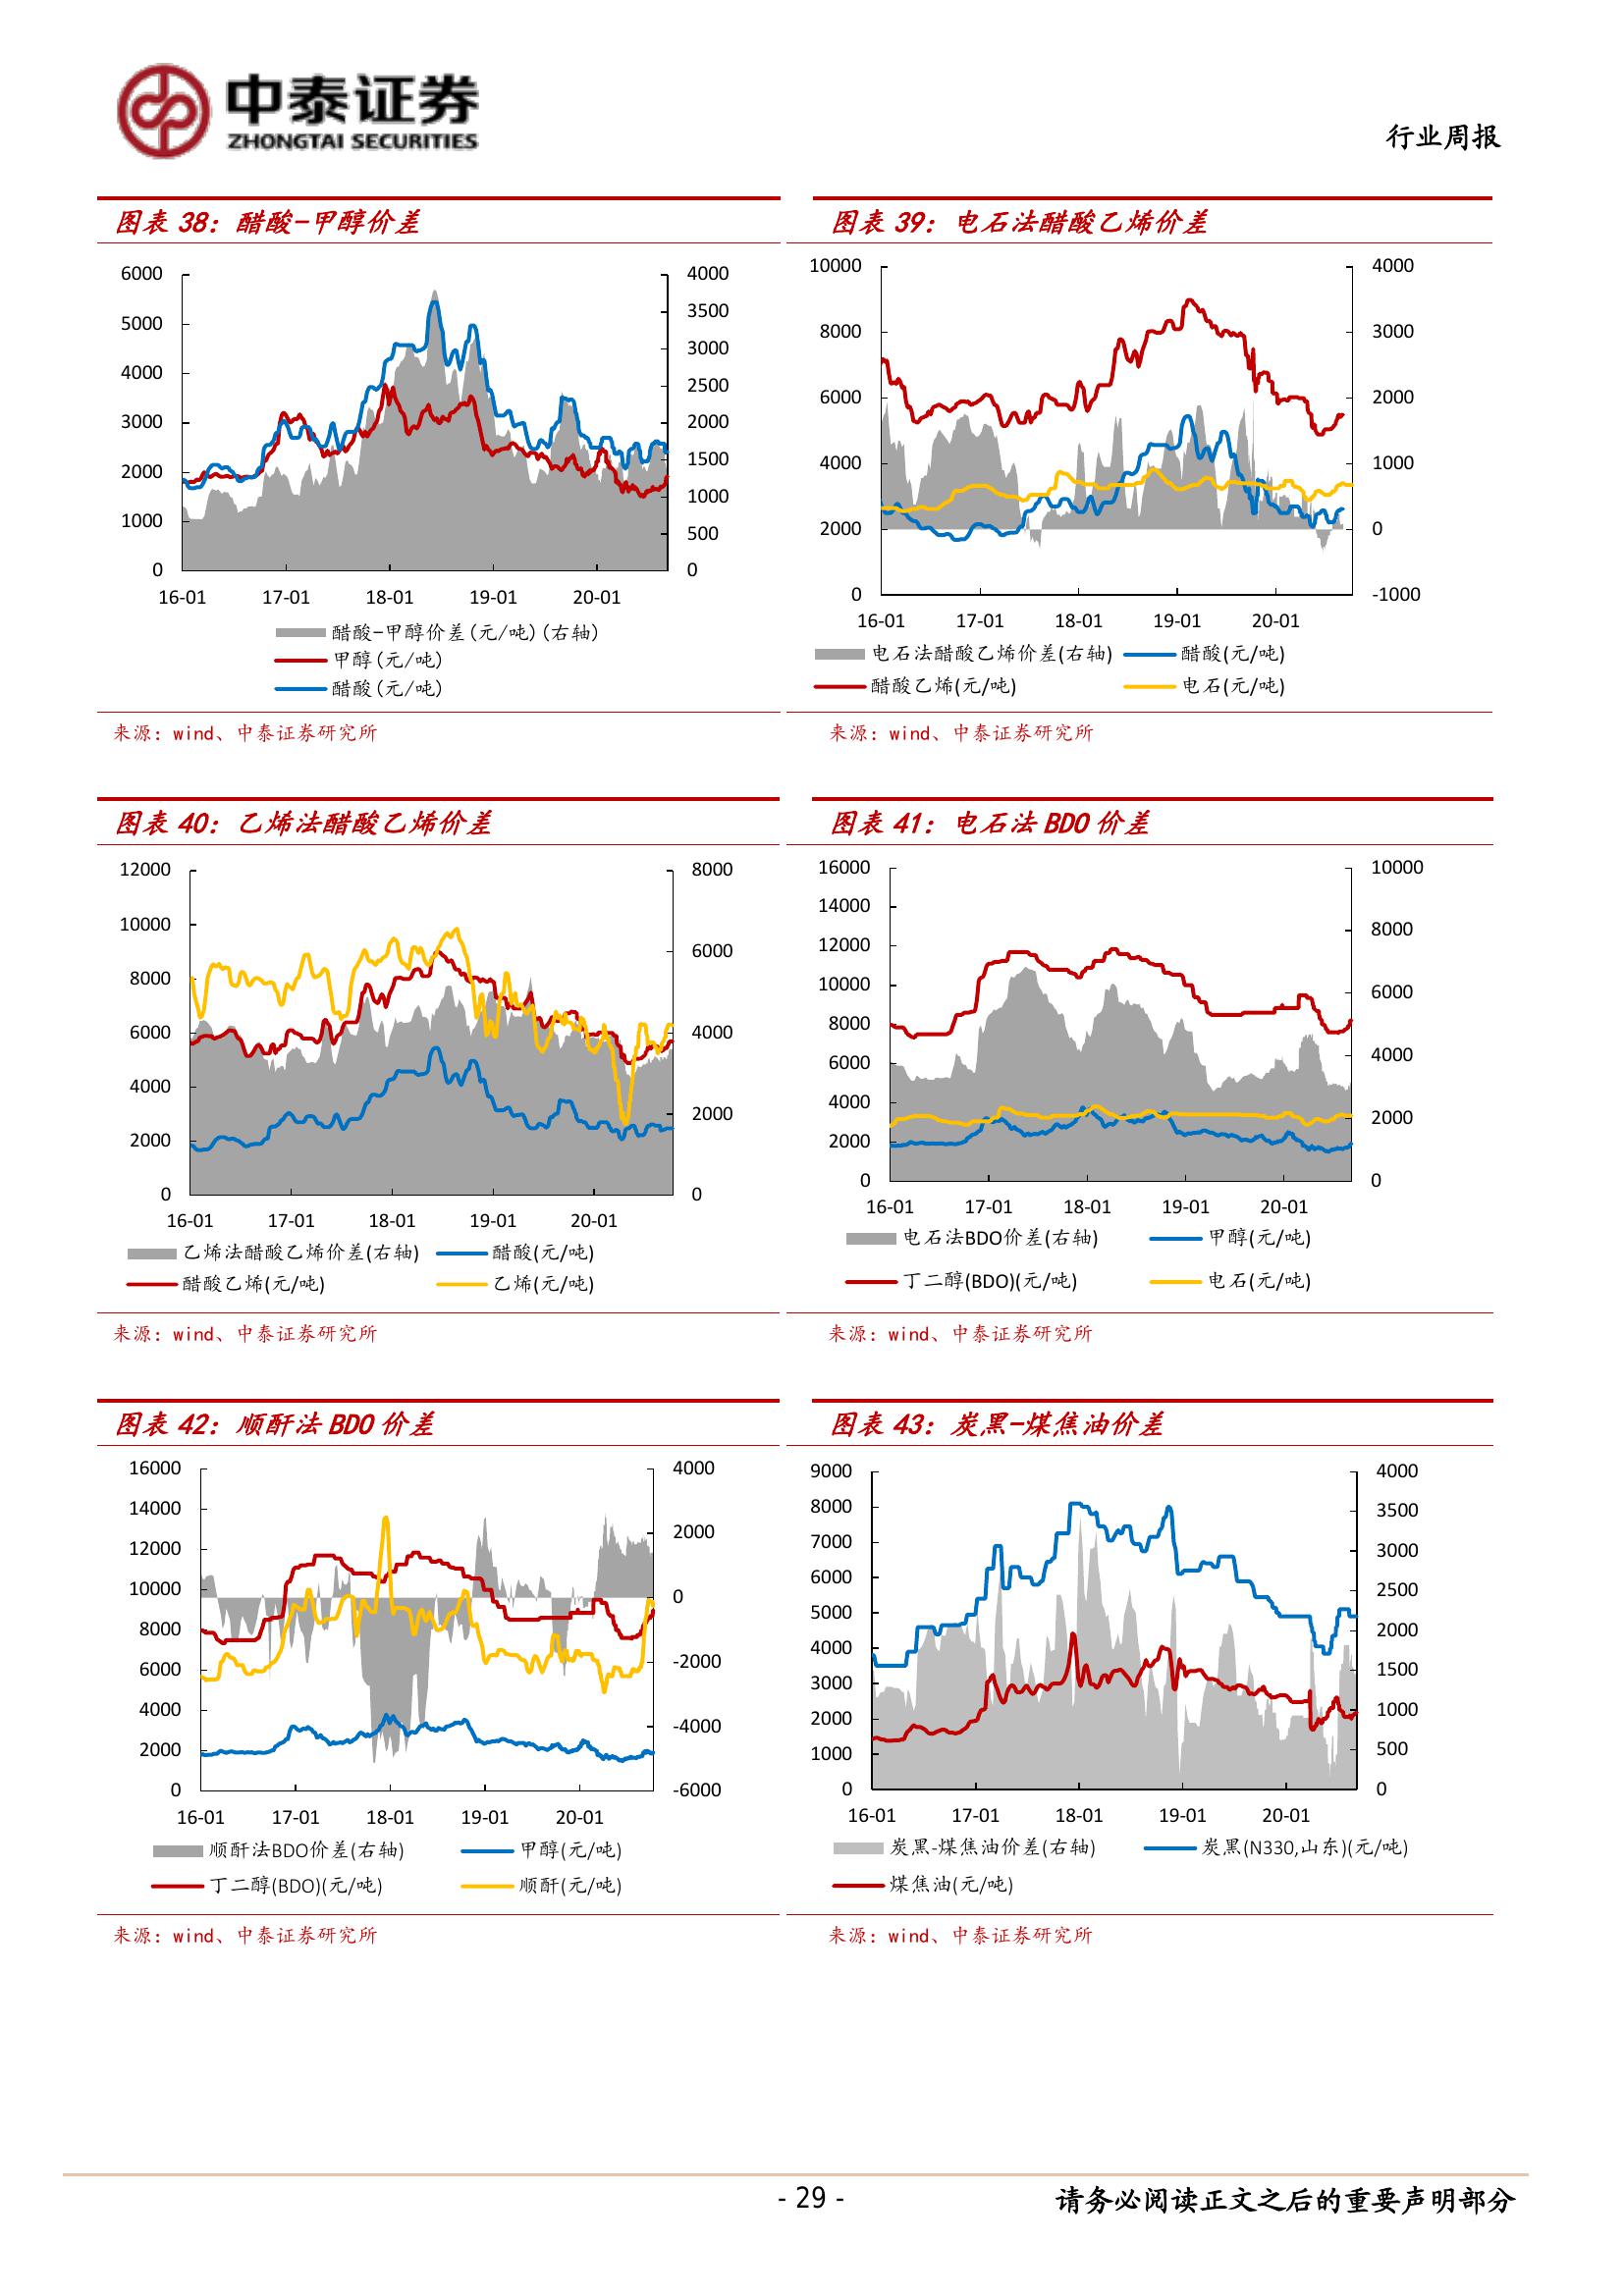 中泰证券
ZHONGTAI SECURITIES
行业周报
图表 38：醋酸-甲醇价差
6000
5000
4000
3000
2000
1000
0
4000
3500
3000
2500
2000
1500
1000
500
0
16-01 17-01 18-01 19-01 20-01
醋酸-甲醇价差(元/吨)(右轴)
甲醇(元/吨)
醋酸(元/吨)
来源：wind、中泰证券研究所
图表 39：电石法醋酸乙烯价差
10000
8000
6000
4000
2000
0
4000
3000
2000
1000
0
-1000
16-01 17-01 18-01 19-01 20-01
电石法醋酸乙烯价差(右轴) 醋酸(元/吨)
醋酸乙烯(元/吨) 电石(元/吨)
来源：wind、中泰证券研究所
图表 40：乙烯法醋酸乙烯价差
12000
10000
8000
6000
4000
2000
0
8000
6000
4000
2000
0
16-01 17-01 18-01 19-01 20-01
乙烯法醋酸乙烯价差(右轴) 醋酸(元/吨)
醋酸乙烯(元/吨) 乙烯(元/吨)
来源：wind、中泰证券研究所
图表 41：电石法 BDO 价差
16000
14000
12000
10000
8000
6000
4000
2000
0
10000
8000
6000
4000
2000
0
16-01 17-01 18-01 19-01 20-01
电石法BDO价差(右轴) 甲醇(元/吨)
丁二醇(BDO)(元/吨) 电石(元/吨)
来源：wind、中泰证券研究所
图表 42：顺酐法 BDO 价差
16000
14000
12000
10000
8000
6000
4000
2000
0
4000
2000
0
-2000
-4000
-6000
16-01 17-01 18-01 19-01 20-01
顺酐法BDO价差(右轴) 甲醇(元/吨)
丁二醇(BDO)(元/吨) 顺酐(元/吨)
来源：wind、中泰证券研究所
图表 43：炭黑-煤焦油价差
9000
8000
7000
6000
5000
4000
3000
2000
1000
0
4000
3500
3000
2500
2000
1500
1000
500
0
16-01 17-01 18-01 19-01 20-01
炭黑-煤焦油价差(右轴) 炭黑(N330,山东)(元/吨)
煤焦油(元/吨)
来源：wind、中泰证券研究所
- 29 -
请务必阅读正文之后的重要声明部分